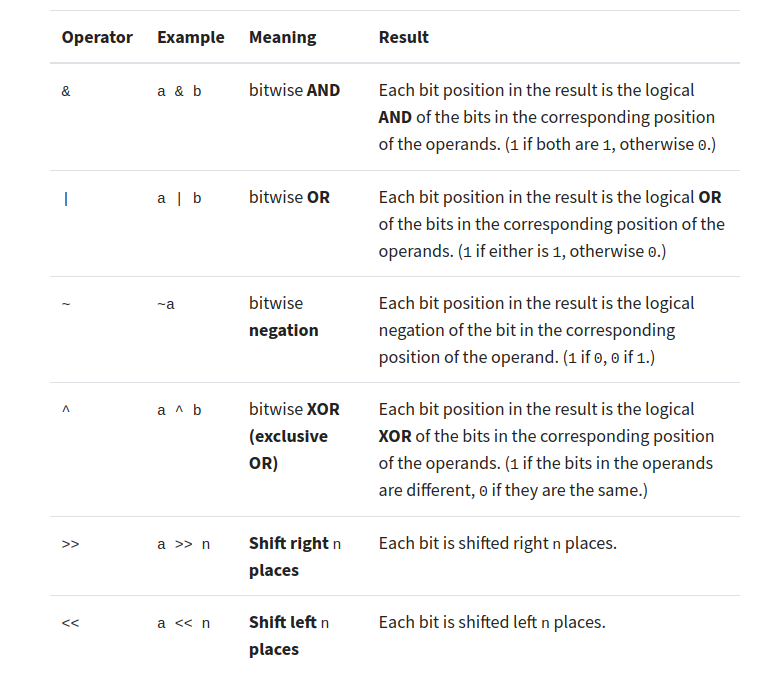 Operator Example Meaning Result
& a & b bitwise AND Each bit position in the result is the logical
AND of the bits in the corresponding position
of the operands. (1 if both are 1, otherwise 0.)
| a | b bitwise OR Each bit position in the result is the logical OR
of the bits in the corresponding position of the
operands. (1 if either is 1, otherwise 0.)
~ ~a bitwise Each bit position in the result is the logical
negation negation of the bit in the corresponding
position of the operand. (1 if 0, 0 if 1.)
^ a ^ b bitwise XOR Each bit position in the result is the logical
(exclusive XOR of the bits in the corresponding position
OR) of the operands. (1 if the bits in the operands
are different, 0 if they are the same.)
>> a >> n Shift right n Each bit is shifted right n places.
places
<< a << n Shift left n Each bit is shifted left n places.
places